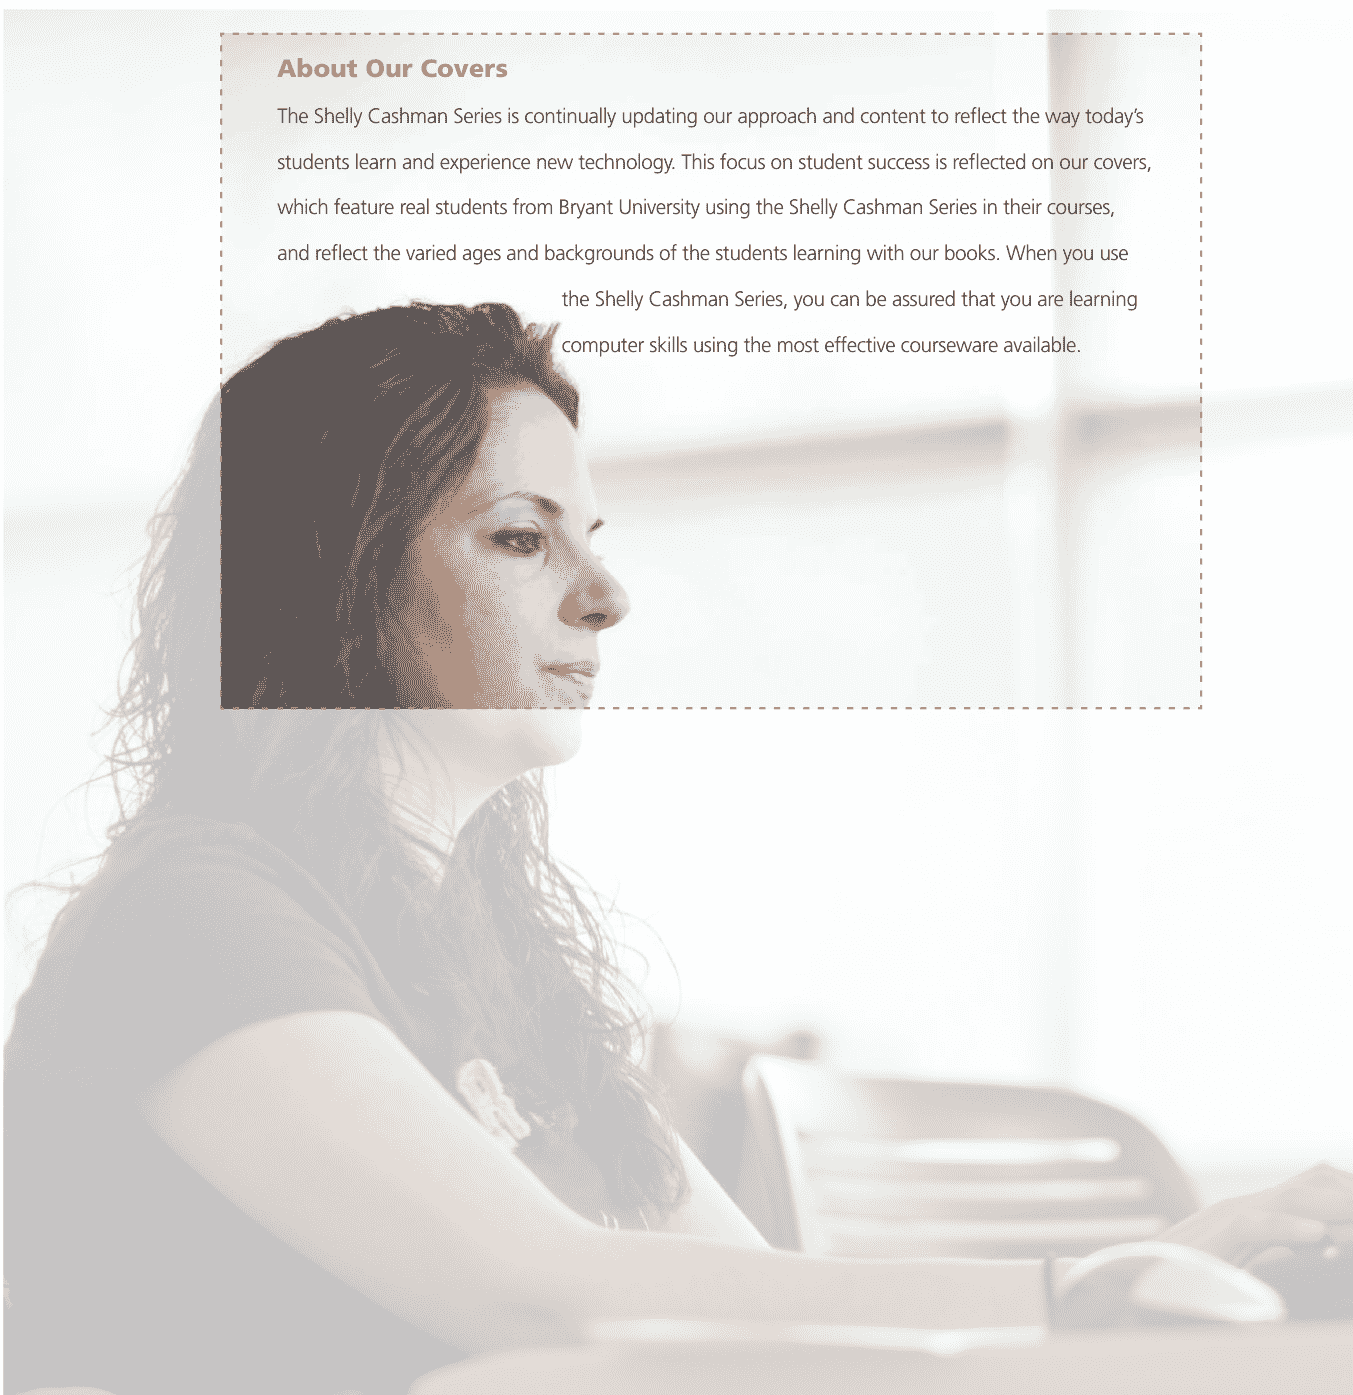 About Our Covers
The Shelly Cashman Series is continually updating our approach and content to reflect the way today’s
students learn and experience new technology. This focus on student success is reflected on our covers,
which feature real students from Bryant University using the Shelly Cashman Series in their courses,
and reflect the varied ages and backgrounds of the students learning with our books. When you use
the Shelly Cashman Series, you can be assured that you are learning
computer skills using the most effective courseware available.